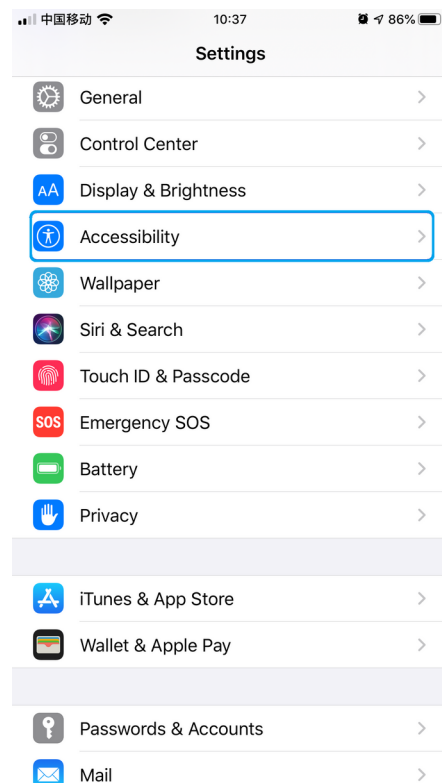 中国移动 10:37 86%
Settings
General
Control Center
AA Display & Brightness
Accessibility
Wallpaper
Siri & Search
Touch ID & Passcode
SOS Emergency SOS
Battery
Privacy
iTunes & App Store
Wallet & Apple Pay
Passwords & Accounts
Mail